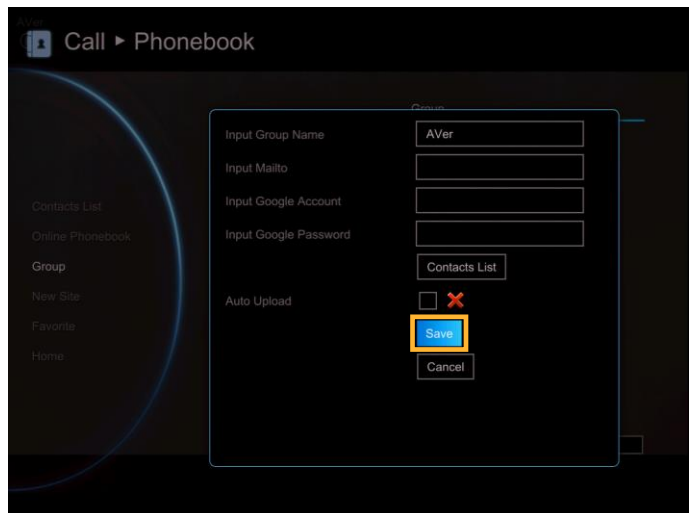 AVer
Call ▸ Phonebook
Group
Input Group Name AVer
Input Mailto
Input Google Account
Input Google Password
Contacts List
Auto Upload
Save
Cancel
Contacts List
Online Phonebook
Group
New Site
Favorite
Home